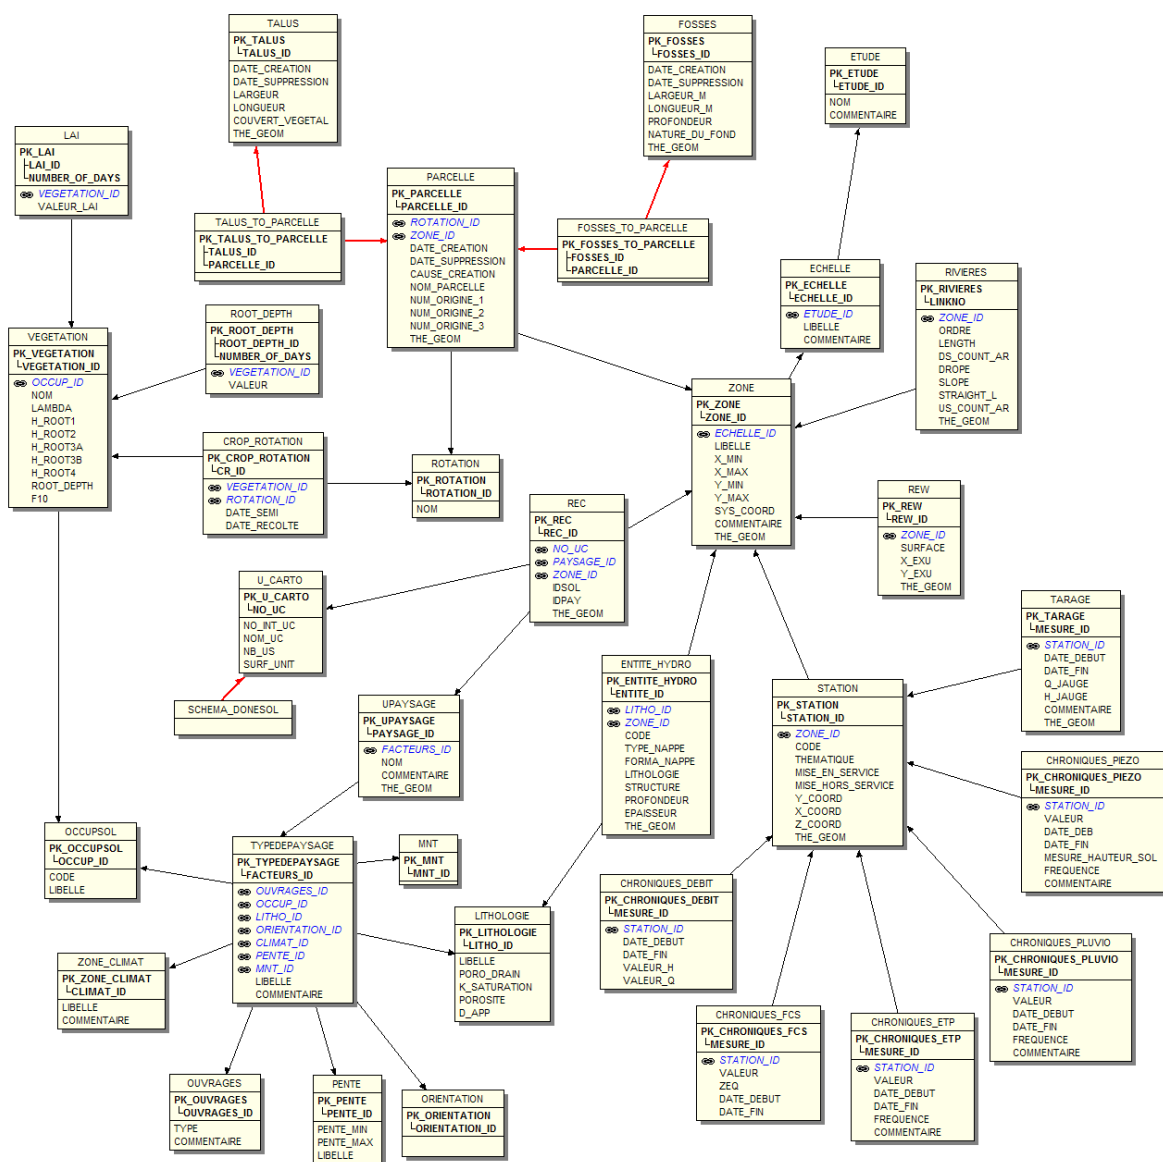 TALUS
PK_TALUS
TALUS_ID
DATE_CREATION
DATE_SUPPRESSION
LARGEUR
LONGUEUR
COUVERT_VEGETAL
THE_GEOM
FOSSES
PK_FOSSES
FOSSES_ID
DATE_CREATION
DATE_SUPPRESSION
LARGEUR_M
LONGUEUR_M
PROFONDEUR
NATURE_DU_FOND
THE_GEOM
ETUDE
PK_ETUDE
ETUDE_ID
NOM
COMMENTAIRE
LAI
PK_LAI
LAI_ID
NUMBER_OF_DAYS
VEGETATION_ID
VALEUR_LAI
PARCELLE
PK_PARCELLE
PARCELLE_ID
ROTATION_ID
ZONE_ID
DATE_CREATION
DATE_SUPPRESSION
CAUSE_CREATION
NOM_PARCELLE
NUM_ORIGINE_1
NUM_ORIGINE_2
NUM_ORIGINE_3
THE_GEOM
TALUS_TO_PARCELLE
PK_TALUS_TO_PARCELLE
TALUS_ID
PARCELLE_ID
FOSSES_TO_PARCELLE
PK_FOSSES_TO_PARCELLE
FOSSES_ID
PARCELLE_ID
ECHELLE
PK_ECHELLE
ECHELLE_ID
ETUDE_ID
LIBELLE
COMMENTAIRE
RIVIERES
PK_RIVIERES
LINKNO
ZONE_ID
ORDRE
LENGTH
DS_COUNT_AR
DROPE
SLOPE
STRAIGHT_L
US_COUNT_AR
THE_GEOM
VEGETATION
PK_VEGETATION
VEGETATION_ID
OCCUP_ID
NOM
LAMBDA
H_ROOT1
H_ROOT2
H_ROOT3A
H_ROOT3B
H_ROOT4
ROOT_DEPTH
F10
ROOT_DEPTH
PK_ROOT_DEPTH
ROOT_DEPTH_ID
NUMBER_OF_DAYS
VEGETATION_ID
VALEUR
CROP_ROTATION
PK_CROP_ROTATION
CR_ID
VEGETATION_ID
ROTATION_ID
DATE_SEMI
DATE_RECOLTE
ROTATION
PK_ROTATION
ROTATION_ID
NOM
ZONE
PK_ZONE
ZONE_ID
ECHELLE_ID
LIBELLE
X_MIN
X_MAX
Y_MIN
Y_MAX
SYS_COORD
COMMENTAIRE
THE_GEOM
REC
PK_REC
REC_ID
NO_UC
PAYSAGE_ID
ZONE_ID
IDSOL
IDPAY
THE_GEOM
REW
PK_REW
REW_ID
ZONE_ID
SURFACE
X_EXU
Y_EXU
THE_GEOM
U_CARTO
PK_U_CARTO
NO_UC
NO_INT_UC
NOM_UC
NB_US
SURF_UNIT
SCHEMA_DONESOL
UPAYSAGE
PK_UPAYSAGE
PAYSAGE_ID
FACTEURS_ID
NOM
COMMENTAIRE
THE_GEOM
ENTITE_HYDRO
PK_ENTITE_HYDRO
ENTITE_ID
LITHO_ID
ZONE_ID
CODE
TYPE_NAPPE
FORMA_NAPPE
LITHOLOGIE
STRUCTURE
PROFONDEUR
EPAISSEUR
THE_GEOM
STATION
PK_STATION
STATION_ID
ZONE_ID
CODE
THEMATIQUE
MISE_EN_SERVICE
MISE_HORS_SERVICE
Y_COORD
X_COORD
Z_COORD
THE_GEOM
TARAGE
PK_TARAGE
MESURE_ID
STATION_ID
DATE_DEBUT
DATE_FIN
Q_JAUGE
H_JAUGE
COMMENTAIRE
THE_GEOM
CHRONIQUES_PIEZO
PK_CHRONIQUES_PIEZO
MESURE_ID
STATION_ID
VALEUR
DATE_DEB
DATE_FIN
MESURE_HAUTEUR_SOL
FREQUENCE
COMMENTAIRE
OCCUPSOL
PK_OCCUPSOL
OCCUP_ID
CODE
LIBELLE
TYPEDEPAYSAGE
PK_TYPEDEPAYSAGE
FACTEURS_ID
OUVRAGES_ID
OCCUP_ID
LITHO_ID
ORIENTATION_ID
CLIMAT_ID
PENTE_ID
MNT_ID
LIBELLE
COMMENTAIRE
MNT
PK_MNT
MNT_ID
LITHOLOGIE
PK_LITHOLOGIE
LITHO_ID
LIBELLE
PORO_DRAIN
K_SATURATION
POROSITE
D_APP
CHRONIQUES_DEBIT
PK_CHRONIQUES_DEBIT
MESURE_ID
STATION_ID
DATE_DEBUT
DATE_FIN
VALEUR_H
VALEUR_Q
CHRONIQUES_PLUVIO
PK_CHRONIQUES_PLUVIO
MESURE_ID
STATION_ID
VALEUR
DATE_DEBUT
DATE_FIN
FREQUENCE
COMMENTAIRE
ZONE_CLIMAT
PK_ZONE_CLIMAT
CLIMAT_ID
LIBELLE
COMMENTAIRE
CHRONIQUES_FCS
PK_CHRONIQUES_FCS
MESURE_ID
STATION_ID
VALEUR
ZEQ
DATE_DEBUT
DATE_FIN
CHRONIQUES_ETP
PK_CHRONIQUES_ETP
MESURE_ID
STATION_ID
VALEUR
DATE_DEBUT
DATE_FIN
FREQUENCE
COMMENTAIRE
OUVRAGES
PK_OUVRAGES
OUVRAGES_ID
TYPE
COMMENTAIRE
PENTE
PK_PENTE
PENTE_ID
PENTE_MIN
PENTE_MAX
LIBELLE
ORIENTATION
PK_ORIENTATION
ORIENTATION_ID